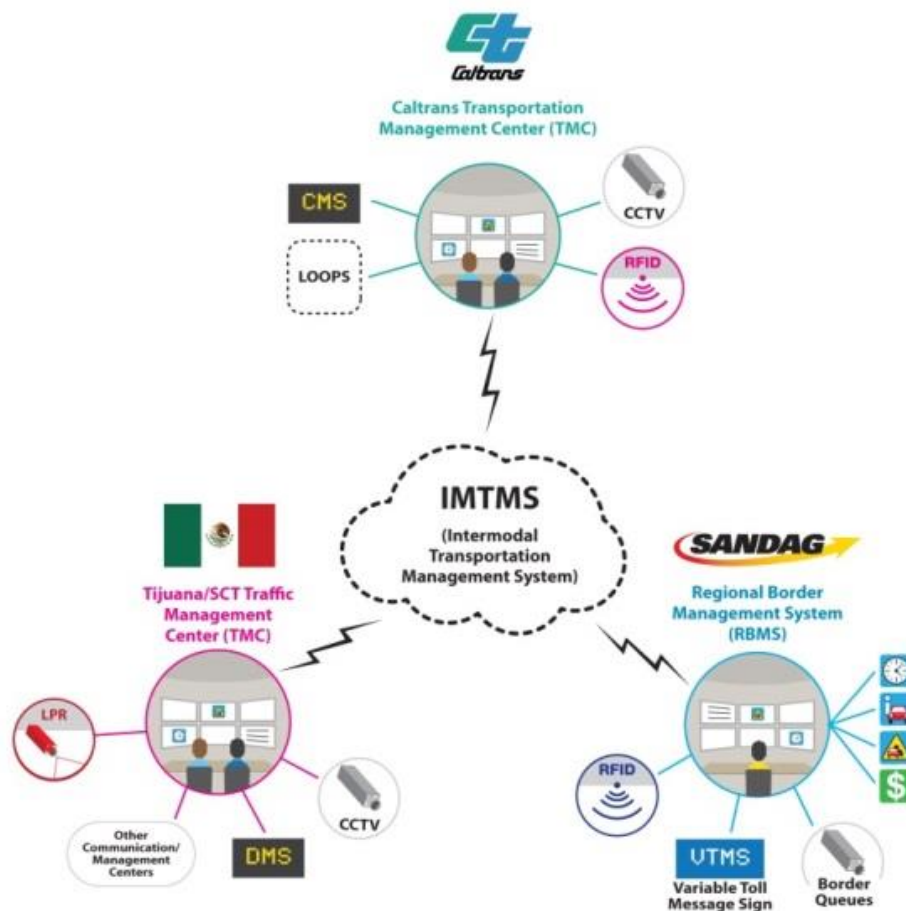 Caltrans
Caltrans Transportation
Management Center (TMC)
CMS
CCTV
LOOPS
RFID
IMTMS
(Intermodal
Transportation
Management System)
Tijuana/SCT Traffic
Management
Center (TMC)
SANDAG
Regional Border
Management System
(RBMS)
LPR
CCTV
Other
Communication/
Management
Centers
DMS
RFID
i
$
VTMS
Variable Toll
Message Sign
Border
Queues